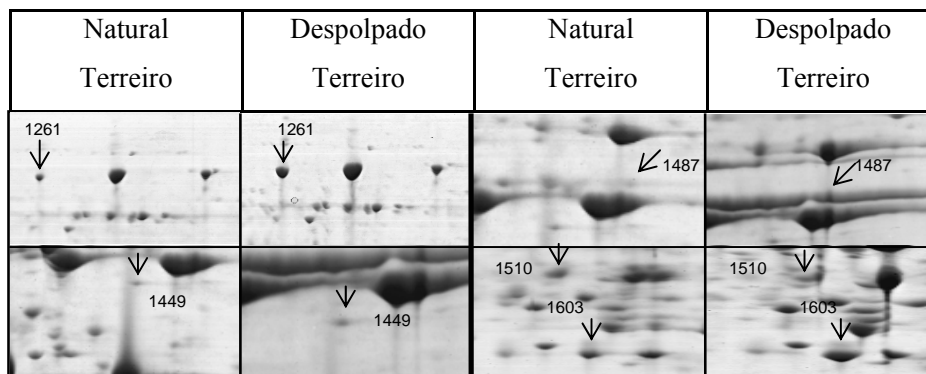 Natural
Terreiro
Despolpado
Terreiro
Natural
Terreiro
Despolpado
Terreiro
1261
1261
1487
1487
1449
1449
1510
1603
1510
1603